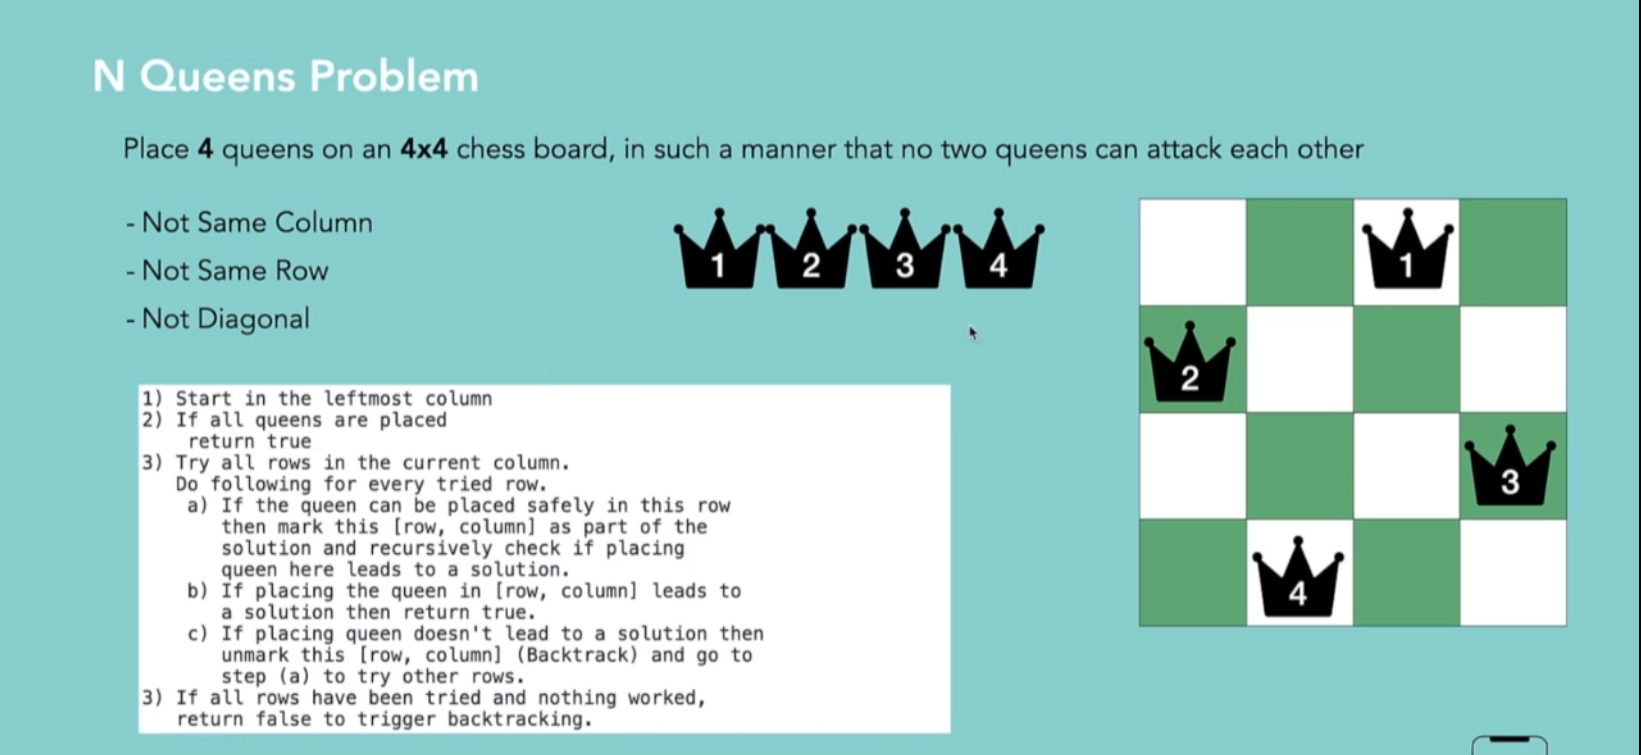 N Queens Problem
Place 4 queens on an 4x4 chess board, in such a manner that no two queens can attack each other
- Not Same Column
- Not Same Row
- Not Diagonal
1 2 3 4
1
2
3
4
1) Start in the leftmost column
2) If all queens are placed
return true
3) Try all rows in the current column.
Do following for every tried row.
a) If the queen can be placed safely in this row
then mark this [row, column] as part of the
solution and recursively check if placing
queen here leads to a solution.
b) If placing the queen in [row, column] leads to
a solution then return true.
c) If placing queen doesn't lead to a solution then
unmark this [row, column] (Backtrack) and go to
step (a) to try other rows.
3) If all rows have been tried and nothing worked,
return false to trigger backtracking.